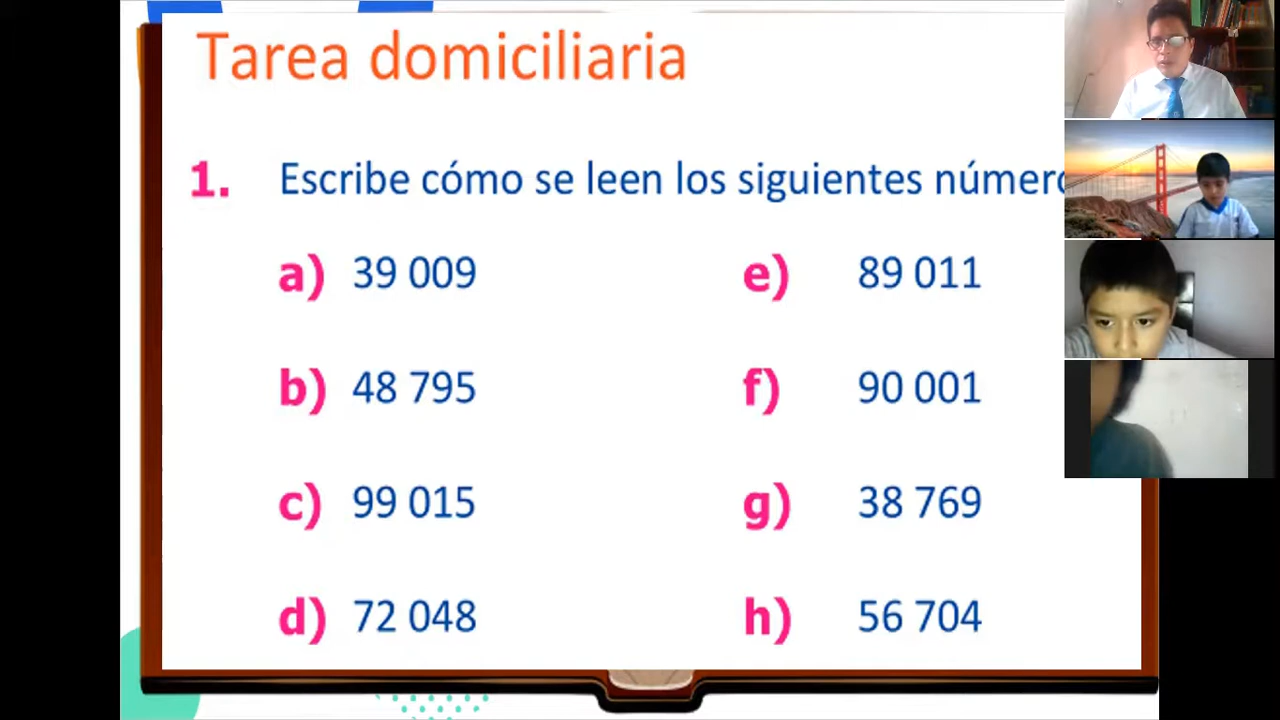 Tarea domiciliaria
1. Escribe cómo se leen los siguientes número
a) 39 009 e) 89 011
b) 48 795 f) 90 001
c) 99 015 g) 38 769
d) 72 048 h) 56 704